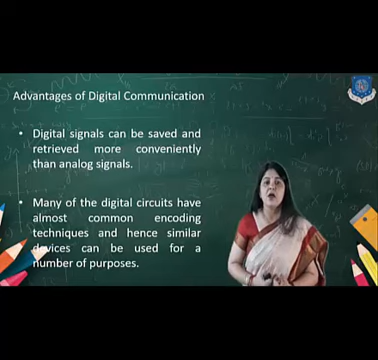 Advantages of Digital Communication
• Digital signals can be saved and
retrieved more conveniently
than analog signals.
• Many of the digital circuits have
almost common encoding
techniques and hence similar
devices can be used for a
number of purposes.